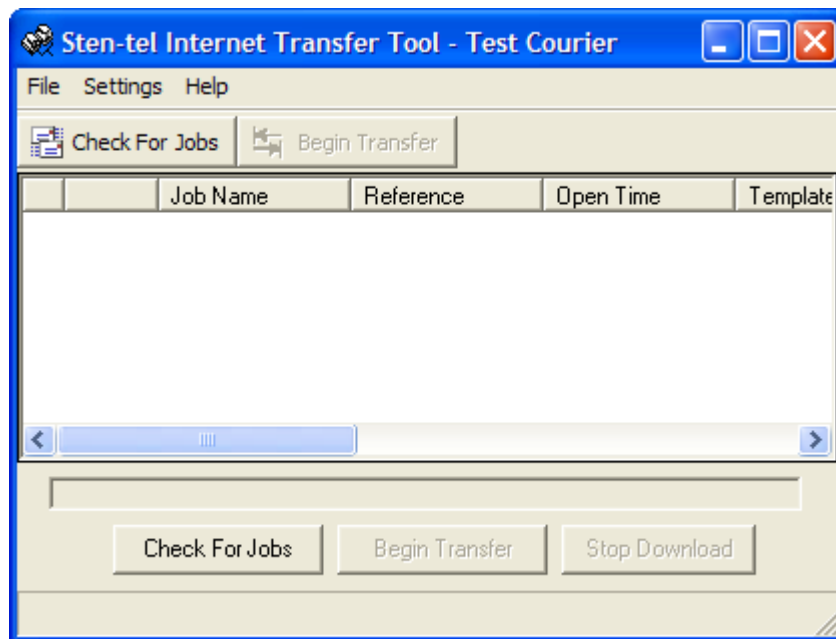 Sten-tel Internet Transfer Tool - Test Courier
File Settings Help
Check For Jobs Begin Transfer
Job Name Reference Open Time Template
Check For Jobs Begin Transfer Stop Download